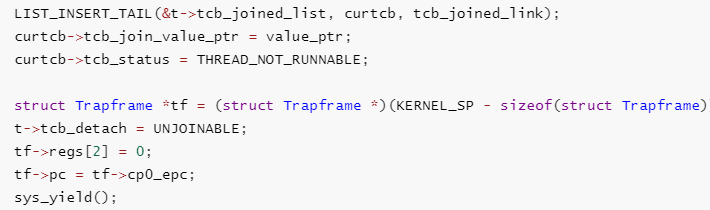 LIST_INSERT_TAIL(&t->tcb_joined_list, curtcb, tcb_joined_link);
curtcb->tcb_join_value_ptr = value_ptr;
curtcb->tcb_status = THREAD_NOT_RUNNABLE;
struct Trapframe *tf = (struct Trapframe *)(KERNEL_SP - sizeof(struct Trapframe)
t->tcb_detach = UNJOINABLE;
tf->regs[2] = 0;
tf->pc = tf->cp0_epc;
sys_yield();